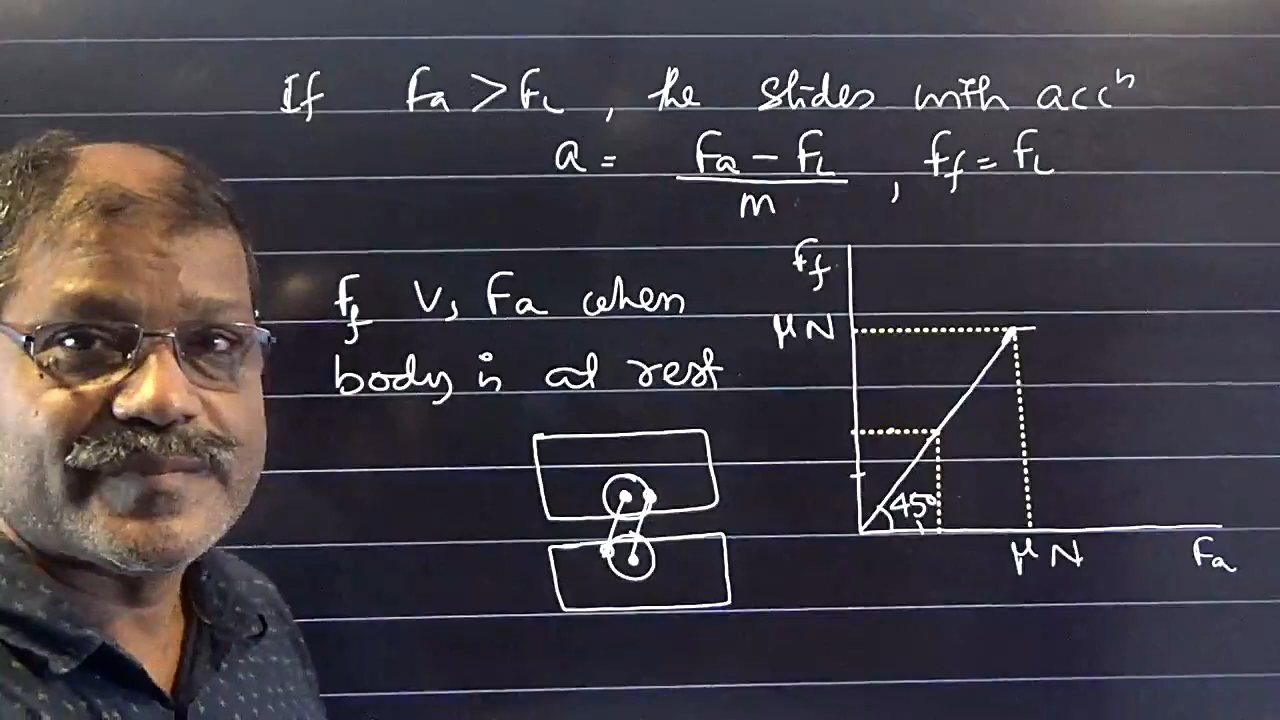 If Fa > FL , the slides with accⁿ
a = Fa - FL / m , ff = FL
ff Vs Fa when
body is at rest
ff
μN
45°
μN
Fa